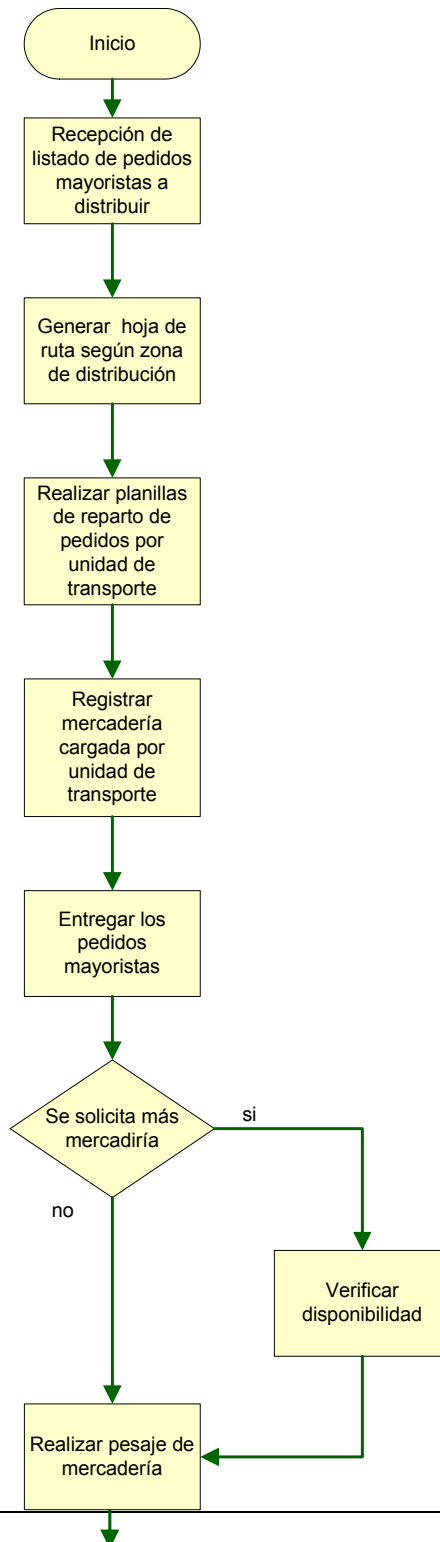 Inicio
Recepción de
listado de pedidos
mayoristas a
distribuir
Generar hoja de
ruta según zona
de distribución
Realizar planillas
de reparto de
pedidos por
unidad de
transporte
Registrar
mercadería
cargada por
unidad de
transporte
Entregar los
pedidos
mayoristas
Se solicita más
mercadiría
si
no
Verificar
disponibilidad
Realizar pesaje de
mercadería